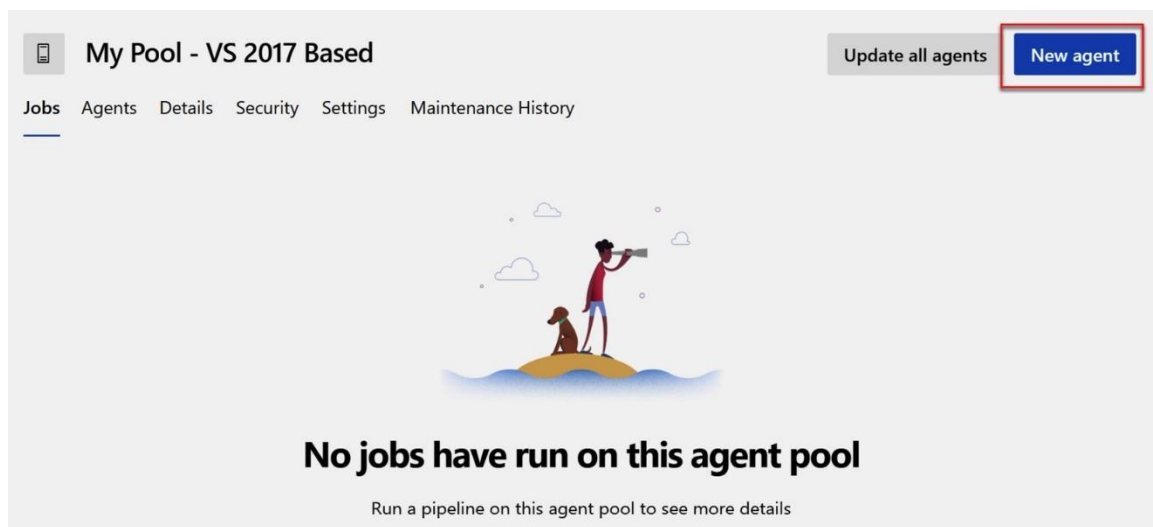 My Pool - VS 2017 Based
Update all agents
New agent
Jobs Agents Details Security Settings Maintenance History
No jobs have run on this agent pool
Run a pipeline on this agent pool to see more details